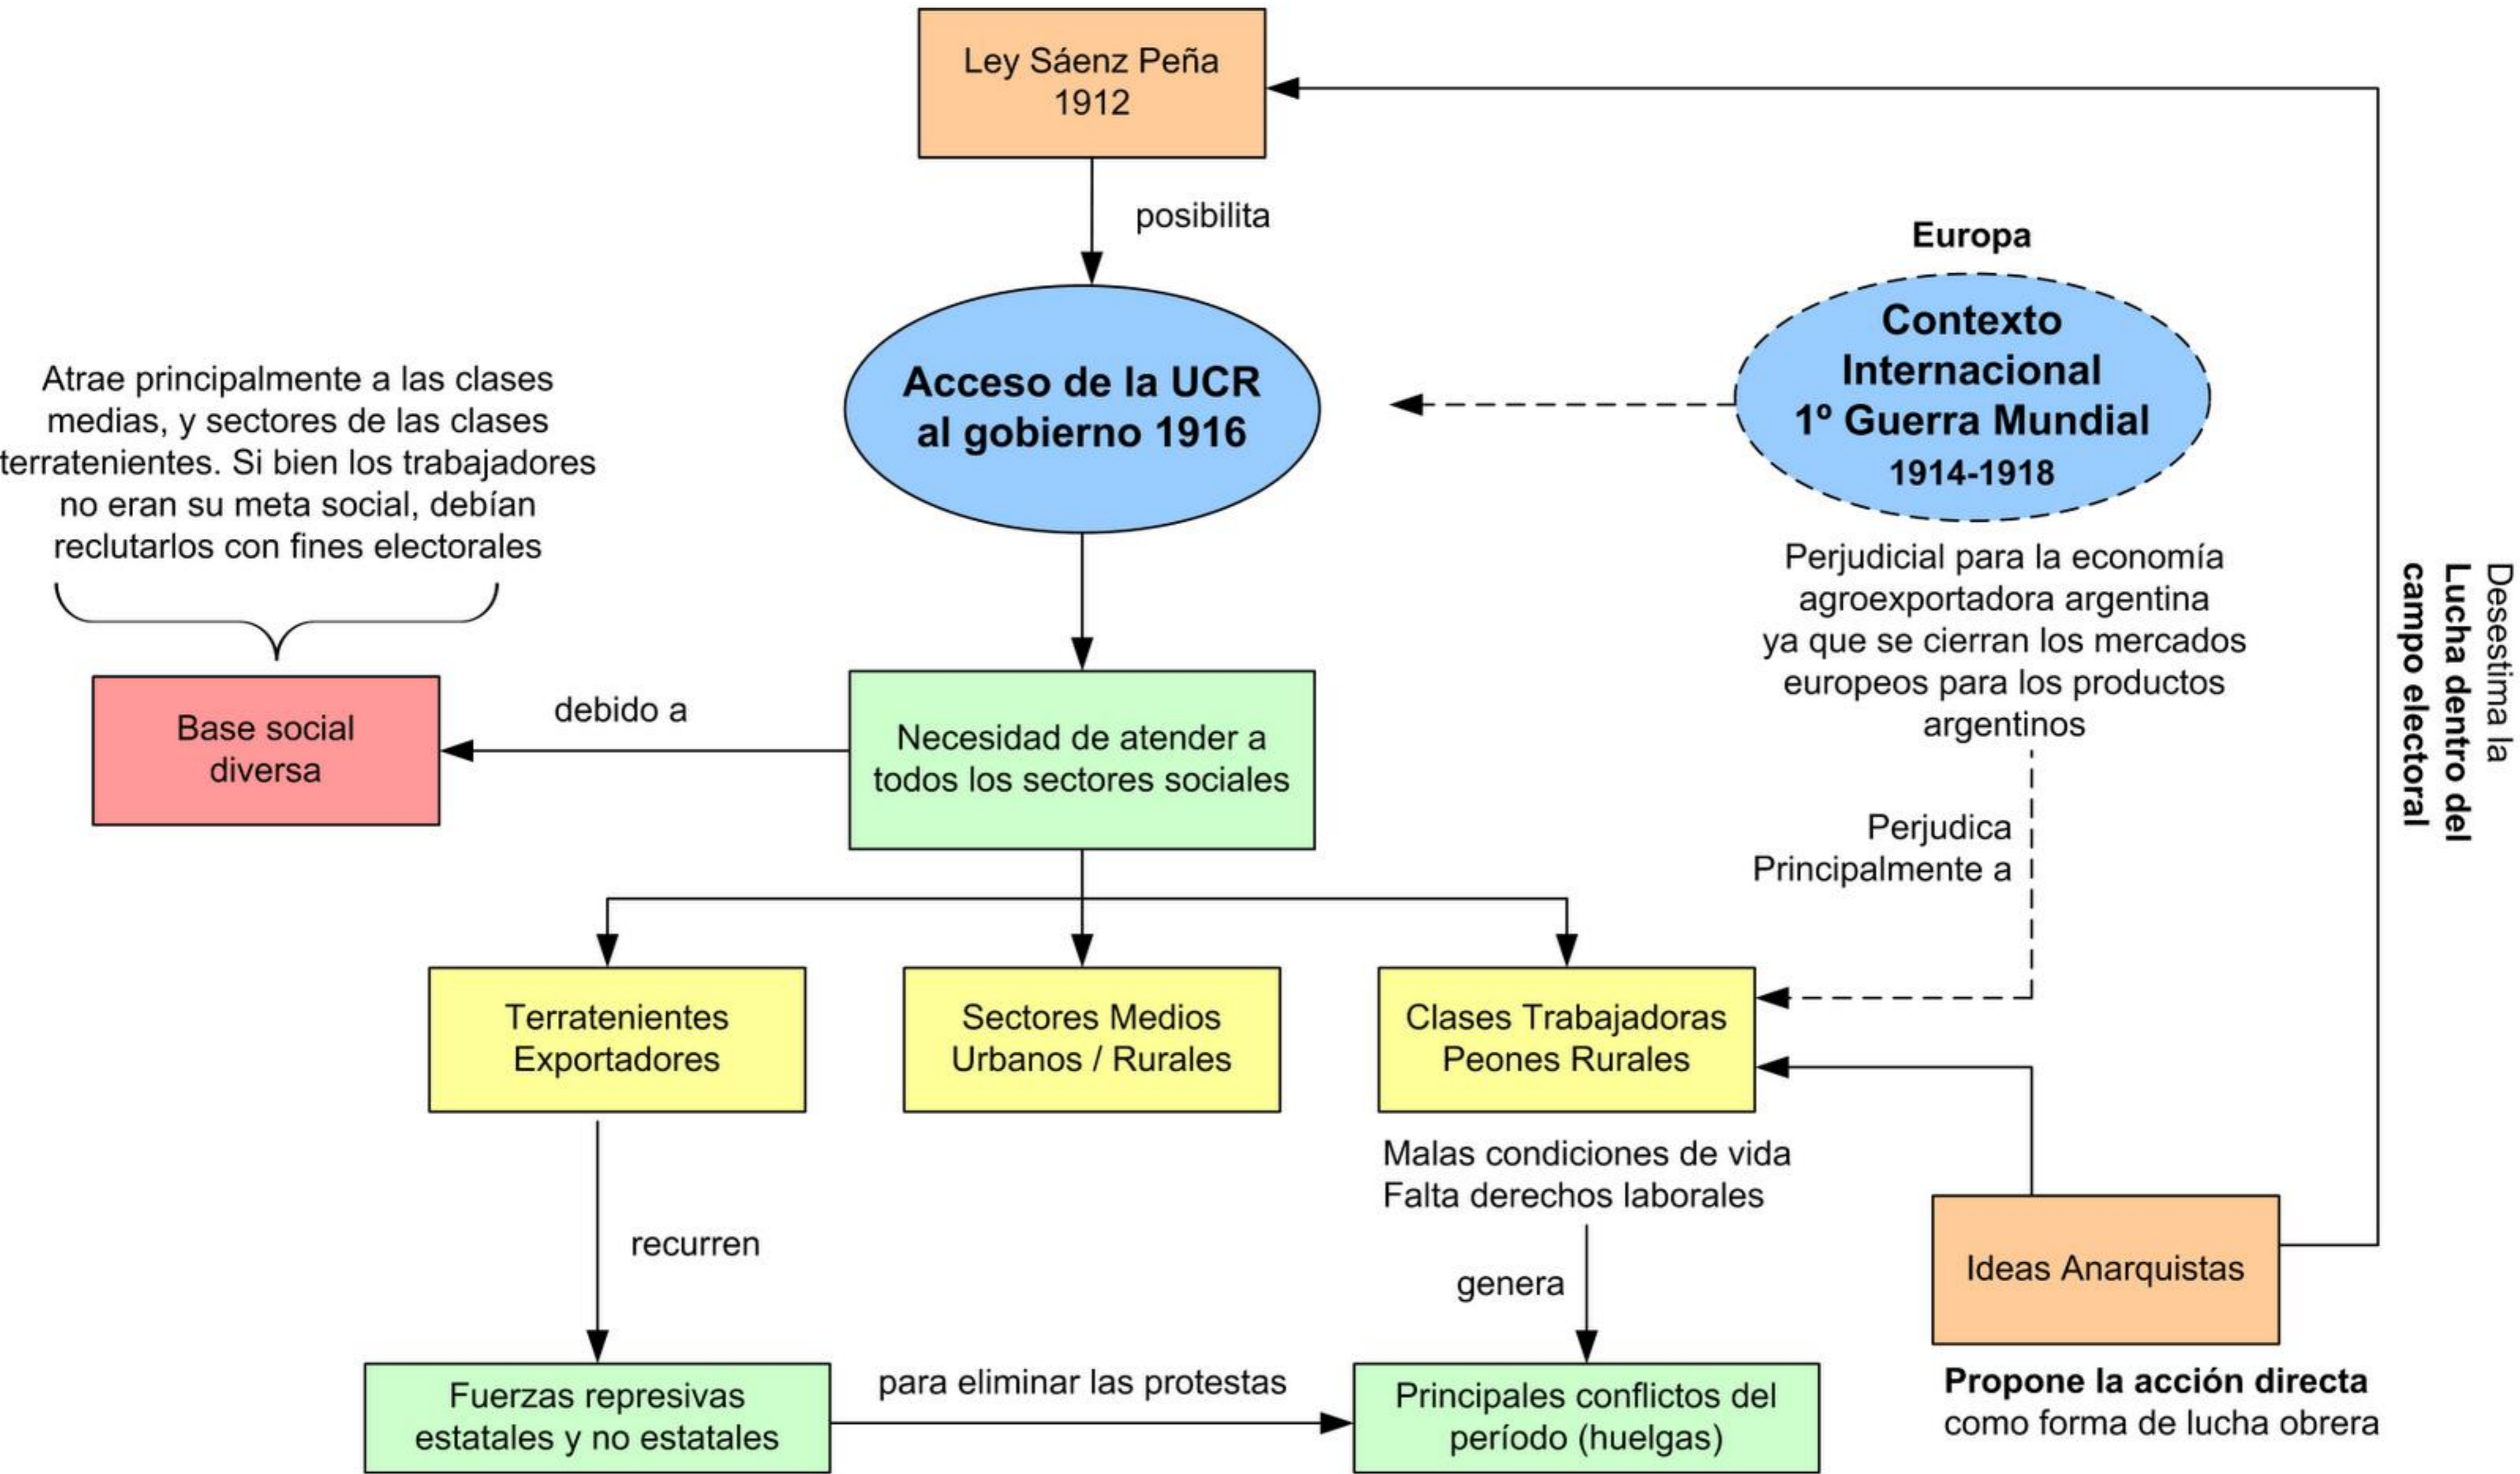 Ley Sáenz Peña
1912
posibilita
Europa
Contexto
Internacional
1º Guerra Mundial
1914-1918
Acceso de la UCR
al gobierno 1916
Atrae principalmente a las clases
medias, y sectores de las clases
terratenientes. Si bien los trabajadores
no eran su meta social, debían
reclutarlos con fines electorales
Perjudicial para la economía
agroexportadora argentina
ya que se cierran los mercados
europeos para los productos
argentinos
Desestima la
Lucha dentro del
campo electoral
Base social
diversa
debido a
Necesidad de atender a
todos los sectores sociales
Perjudica
Principalmente a
Terratenientes
Exportadores
Sectores Medios
Urbanos / Rurales
Clases Trabajadoras
Peones Rurales
Malas condiciones de vida
Falta derechos laborales
recurren
genera
Ideas Anarquistas
Fuerzas represivas
estatales y no estatales
para eliminar las protestas
Principales conflictos del
período (huelgas)
Propone la acción directa
como forma de lucha obrera